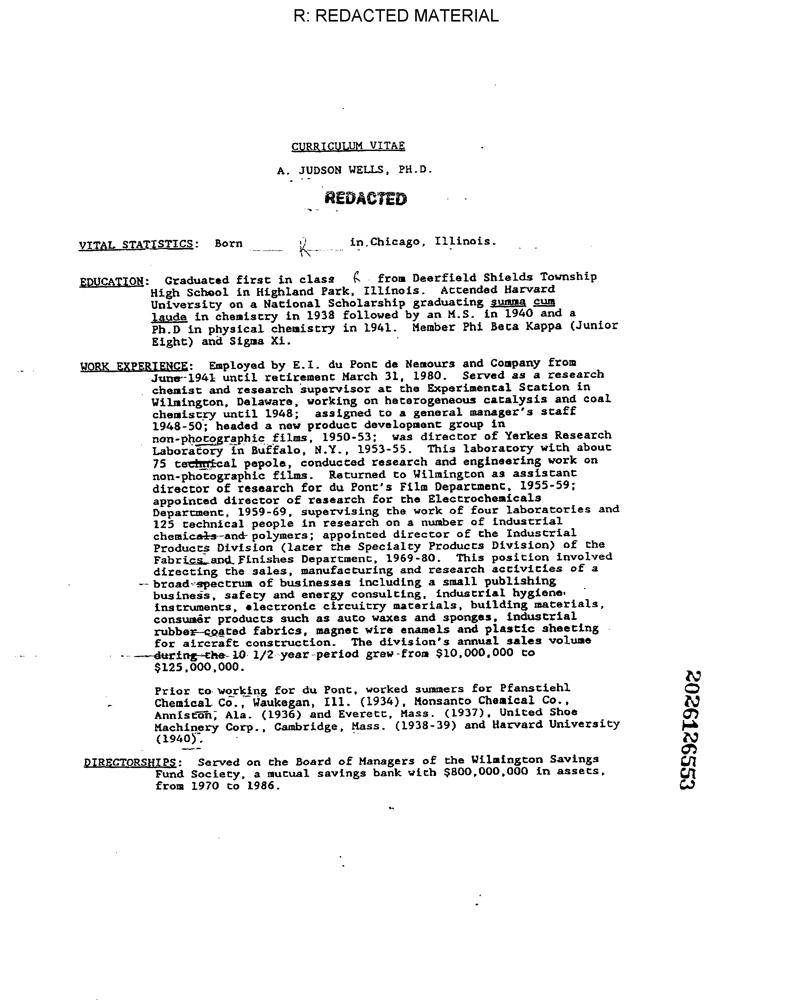 R: REDACTED MATERIAL
CURRICULUM VITAE
A. JUDSON WELLS, PH.D.
REDACTED
VITAL STATISTICS: Born R in Chicago, Illinois.
EDUCATION: Graduated first in class R from Deerfield Shields Township
High School in Highland Park, Illinois. Attended Harvard
University on a National Scholarship graduating summa cum
laude in chemistry in 1938 followed by an M.S. in 1940 and a
Ph.D in physical chemistry in 1941. Member Phi Beta Kappa (Junior
Eight) and Sigma Xi.
WORK EXPERIENCE: Employed by E.I. du Pont de Nemours and Company from
June 1941 until retirement March 31, 1980. Served as a research
chemist and research supervisor at the Experimental Station in
Wilmington, Delaware, working on heterogeneous catalysis and coal
chemistry until 1948; assigned to a general manager's staff
1948-50; headed a new product development group in
non-photographic films, 1950-53; was director of Yerkes Research
Laboratory in Buffalo, N.Y., 1953-55. This laboratory with about
75 technical pepole, conducted research and engineering work on
non-photographic films. Returned to Wilmington as assistant
director of research for du Pont's Film Department, 1955-59;
appointed director of research for the Electrochemicals
Department, 1959-69, supervising the work of four laboratories and
125 technical people in research on a number of industrial
chemicals and polymers; appointed director of the Industrial
Products Division (later the Specialty Products Division) of the
Fabrics and Finishes Department, 1969-80. This position involved
directing the sales, manufacturing and research activities of a
broad spectrum of businesses including a small publishing
business, safety and energy consulting, industrial hygiene
instruments, electronic circuitry materials, building materials,
consumer products such as auto waxes and sponges, industrial
rubber coated fabrics, magnet wire enamels and plastic sheeting
for aircraft construction. The division's annual sales volume
during the 10 1/2 year period grew from $10,000,000 to
$125,000,000.
Prior to working for du Pont, worked summers for Pfanstiehl
Chemical Co., Waukegan, Ill. (1934), Monsanto Chemical Co.,
Anniston, Ala. (1936) and Everett, Mass. (1937), United Shoe
Machinery Corp., Cambridge, Mass. (1938-39) and Harvard University
(1940).
DIRECTORSHIPS: Served on the Board of Managers of the Wilmington Savings
Fund Society, a mutual savings bank with $800,000,000 in assets,
from 1970 to 1986.
2026126553